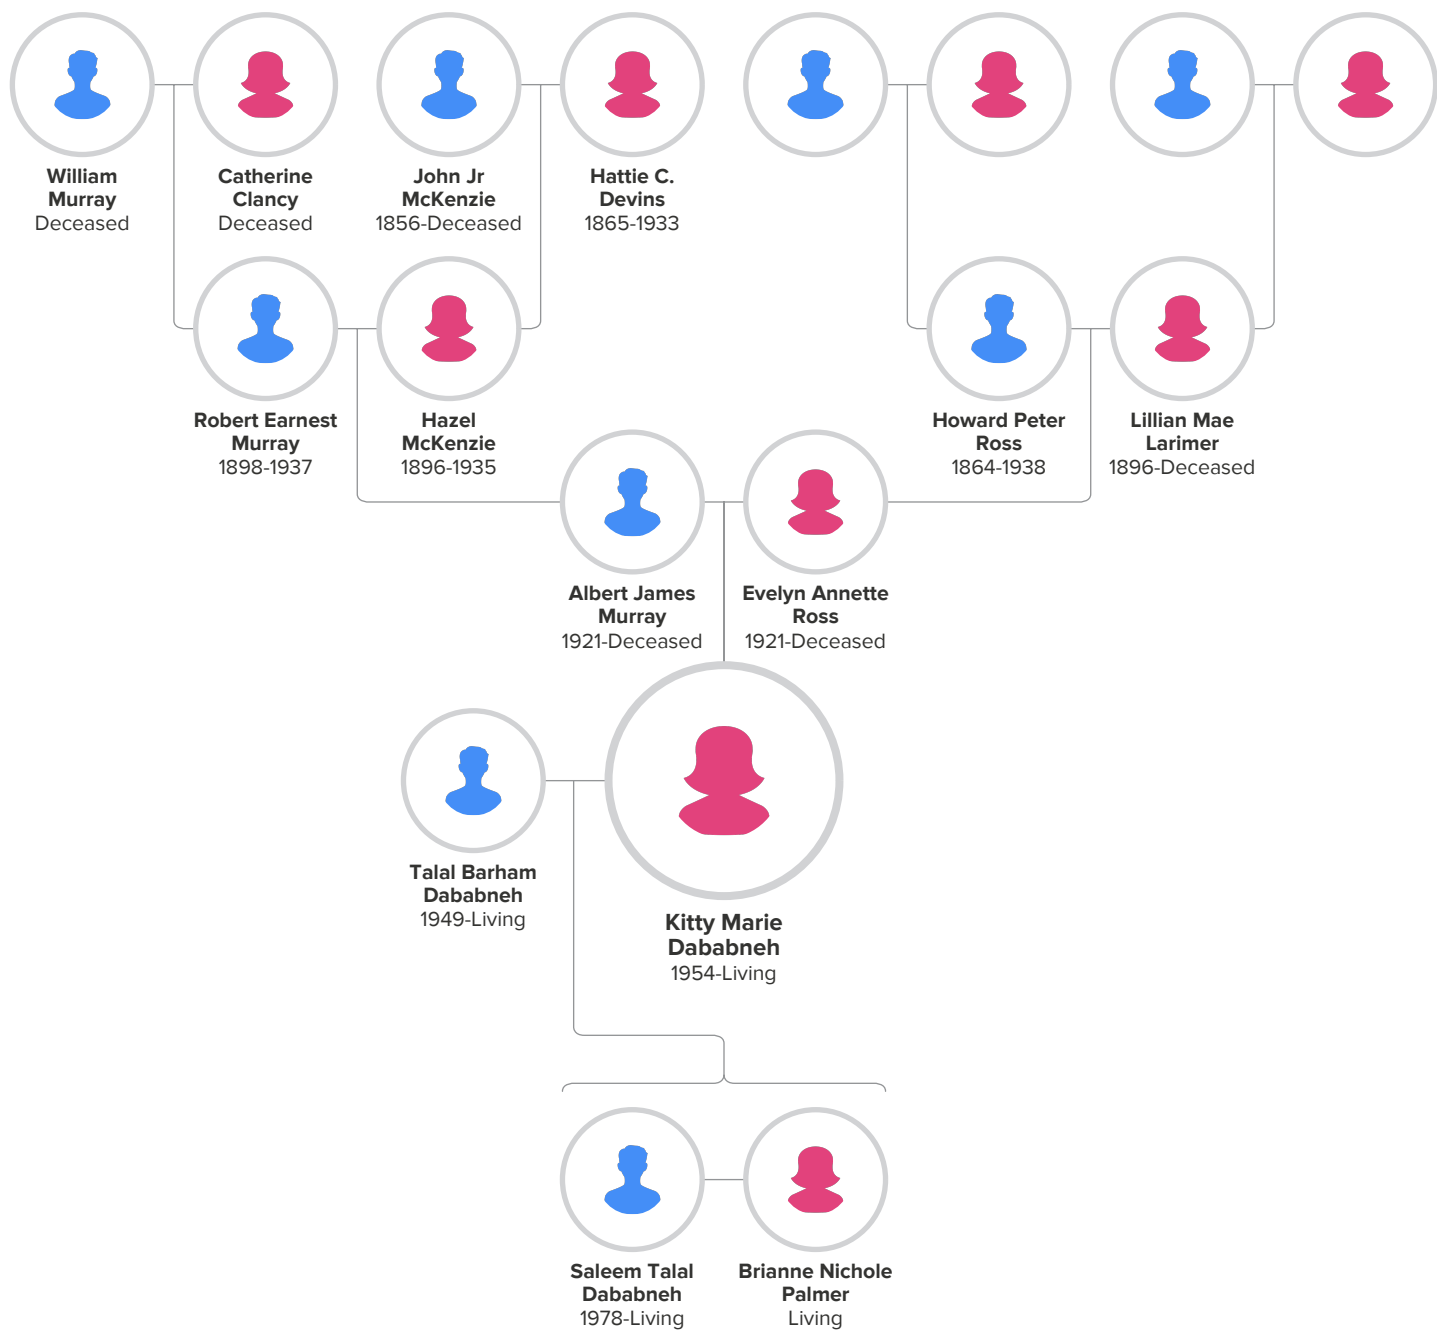 William
Murray
Deceased
Catherine
Clancy
Deceased
John Jr
McKenzie
1856-Deceased
Hattie C.
Devins
1865-1933
Robert Earnest
Murray
1898-1937
Hazel
McKenzie
1896-1935
Howard Peter
Ross
1864-1938
Lillian Mae
Larimer
1896-Deceased
Albert James
Murray
1921-Deceased
Evelyn Annette
Ross
1921-Deceased
Talal Barham
Dababneh
1949-Living
Kitty Marie
Dababneh
1954-Living
Saleem Talal
Dababneh
1978-Living
Brianne Nichole
Palmer
Living